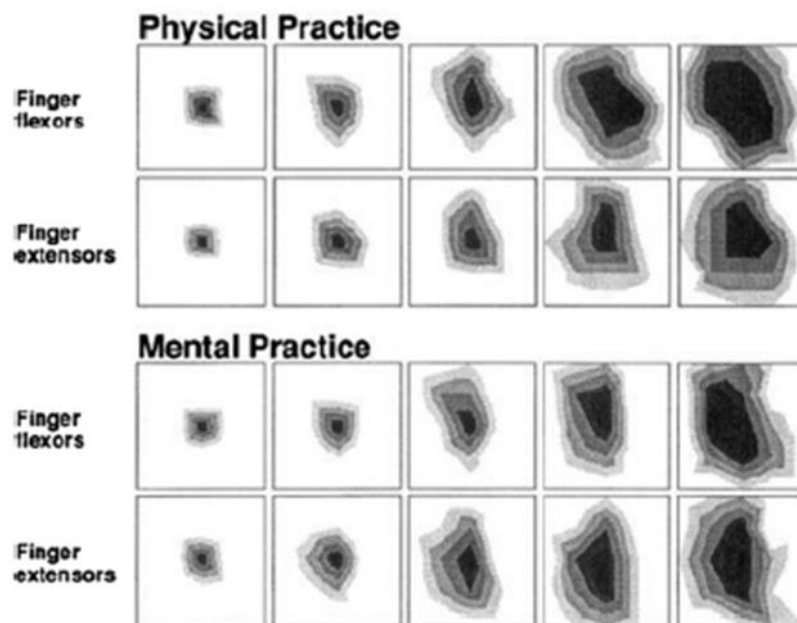 Physical Practice
Finger
flexors
Finger
extensors
Mental Practice
Finger
flexors
Finger
extensors